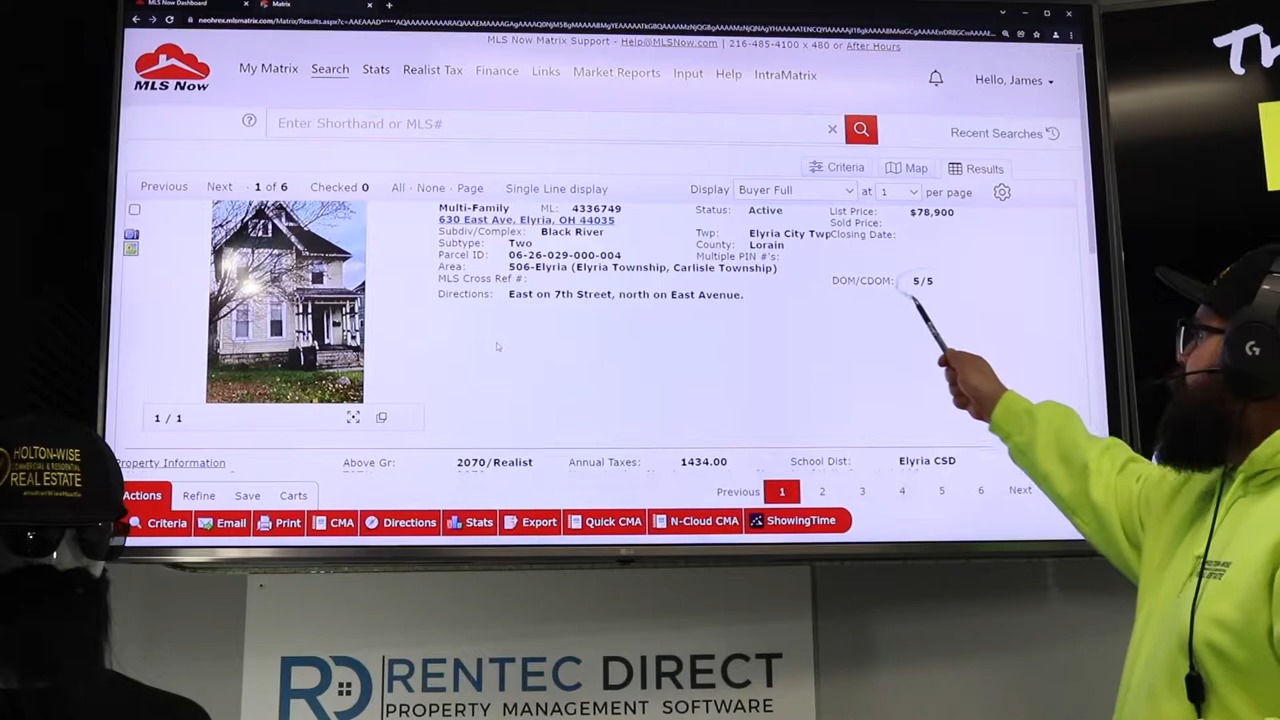 MLS Now Dashboard
Matrix
MLS Now Matrix Support - Help@MLSNow.com | 216-485-4100 x 480 or After Hours
MLS Now
My Matrix
Search
Stats
Realist Tax
Finance
Links
Market Reports
Input
Help
IntraMatrix
Hello, James
Enter Shorthand or MLS#
Recent Searches
Criteria
Map
Results
Previous Next · 1 of 6 Checked 0 All · None · Page Single Line display
Display Buyer Full at 1 per page
Multi-Family ML: 4336749 Status: Active List Price: $78,900
630 East Ave, Elyria, OH 44035 Sold Price:
Subdiv/Complex: Black River Twp: Elyria City Twp Closing Date:
Subtype: Two County: Lorain
Parcel ID: 06-26-029-000-004 Multiple PIN #'s:
Area: 506-Elyria (Elyria Township, Carlisle Township)
MLS Cross Ref #: DOM/CDOM: 5/5
Directions: East on 7th Street, north on East Avenue.
1 / 1
Property Information Above Gr: 2070/Realist Annual Taxes: 1434.00 School Dist: Elyria CSD
Actions Refine Save Carts
Previous 1 2 3 4 5 6 Next
Criteria Email Print CMA Directions Stats Export Quick CMA N-Cloud CMA ShowingTime
HOLTON-WISE
COMMERCIAL & RESIDENTIAL
REAL ESTATE
RD RENTEC DIRECT
PROPERTY MANAGEMENT SOFTWARE
LG
G